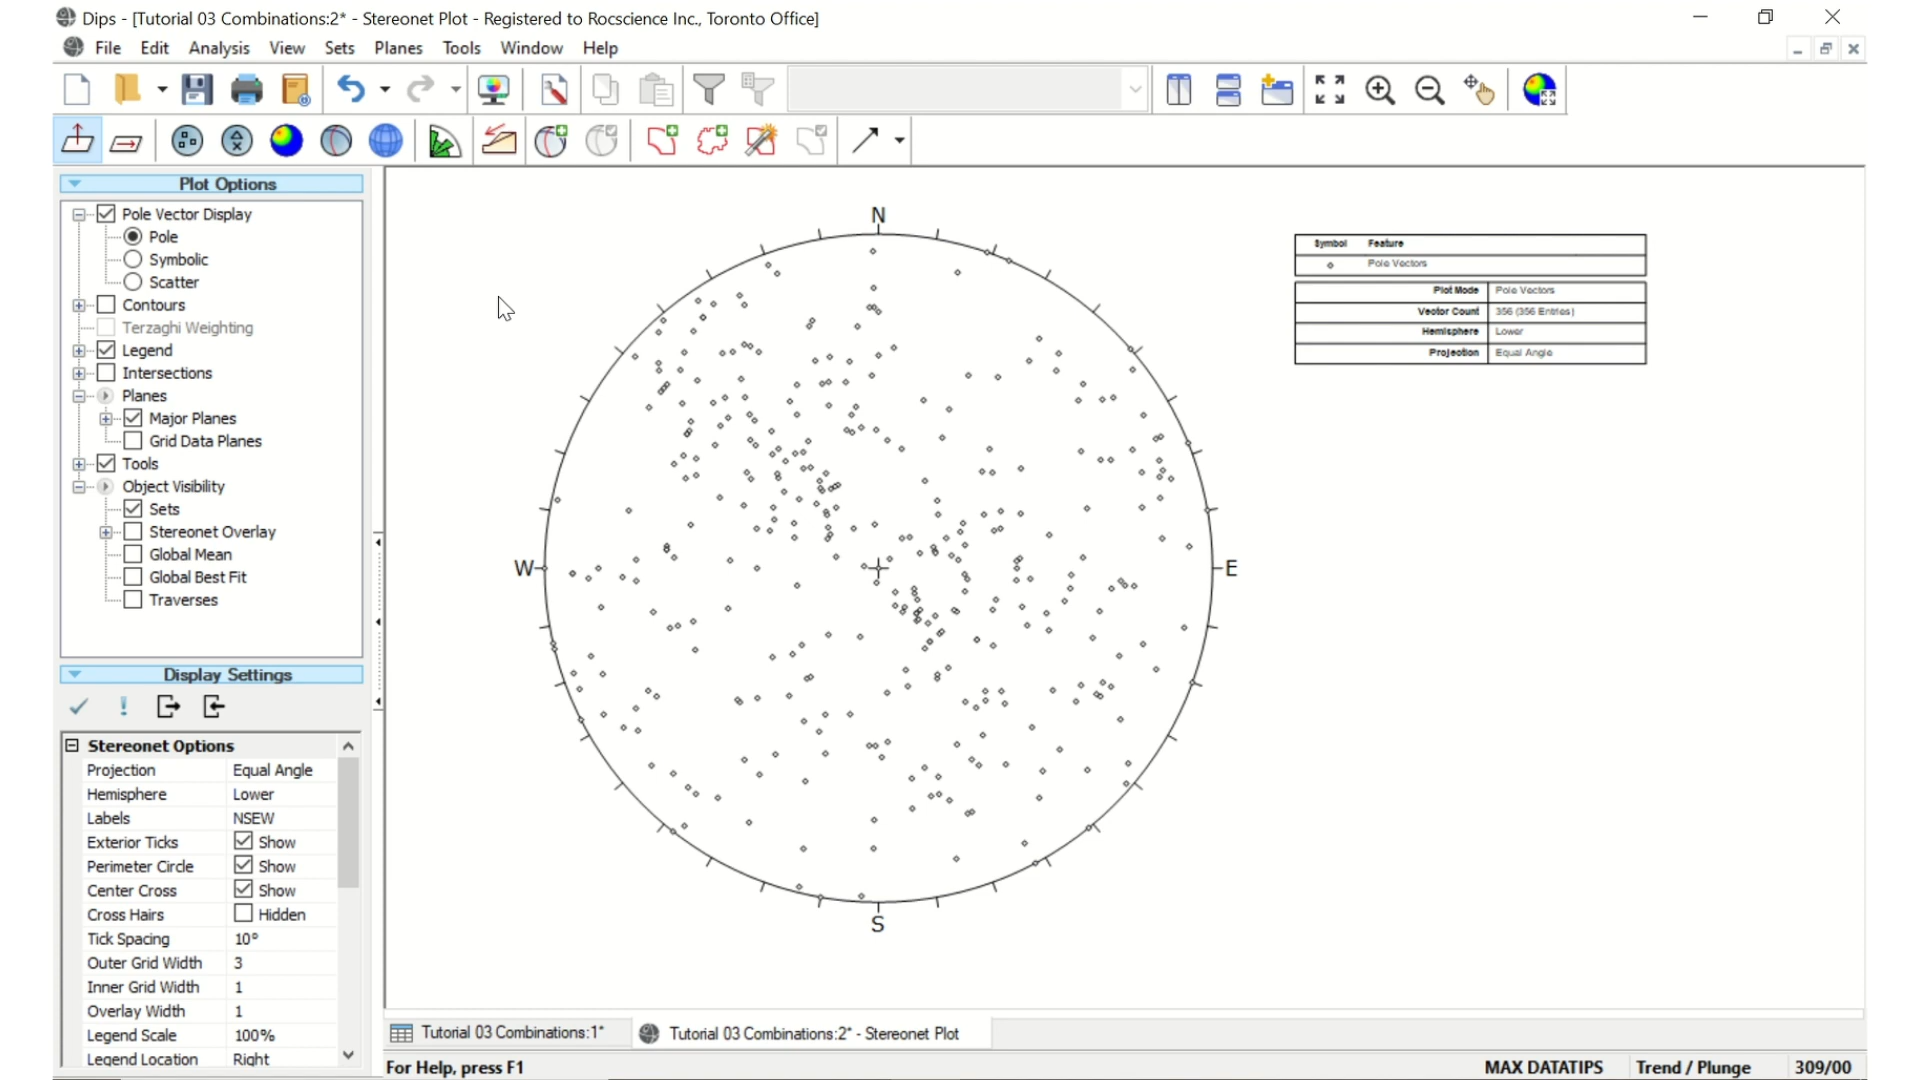 Dips - [Tutorial 03 Combinations:2* - Stereonet Plot - Registered to Rocscience Inc., Toronto Office]
File Edit Analysis View Sets Planes Tools Window Help
Plot Options
Pole Vector Display
Pole
Symbolic
Scatter
Contours
Terzaghi Weighting
Legend
Intersections
Planes
Major Planes
Grid Data Planes
Tools
Object Visibility
Sets
Stereonet Overlay
Global Mean
Global Best Fit
Traverses
Display Settings
Stereonet Options
Projection Equal Angle
Hemisphere Lower
Labels NSEW
Exterior Ticks Show
Perimeter Circle Show
Center Cross Show
Cross Hairs Hidden
Tick Spacing 10°
Outer Grid Width 3
Inner Grid Width 1
Overlay Width 1
Legend Scale 100%
Legend Location Right
N
W
E
S
Symbol Feature
Pole Vectors
Plot Mode Pole Vectors
Vector Count 356 (356 Entries)
Hemisphere Lower
Projection Equal Angle
Tutorial 03 Combinations:1* Tutorial 03 Combinations:2* - Stereonet Plot
For Help, press F1 MAX DATATIPS Trend / Plunge 309/00